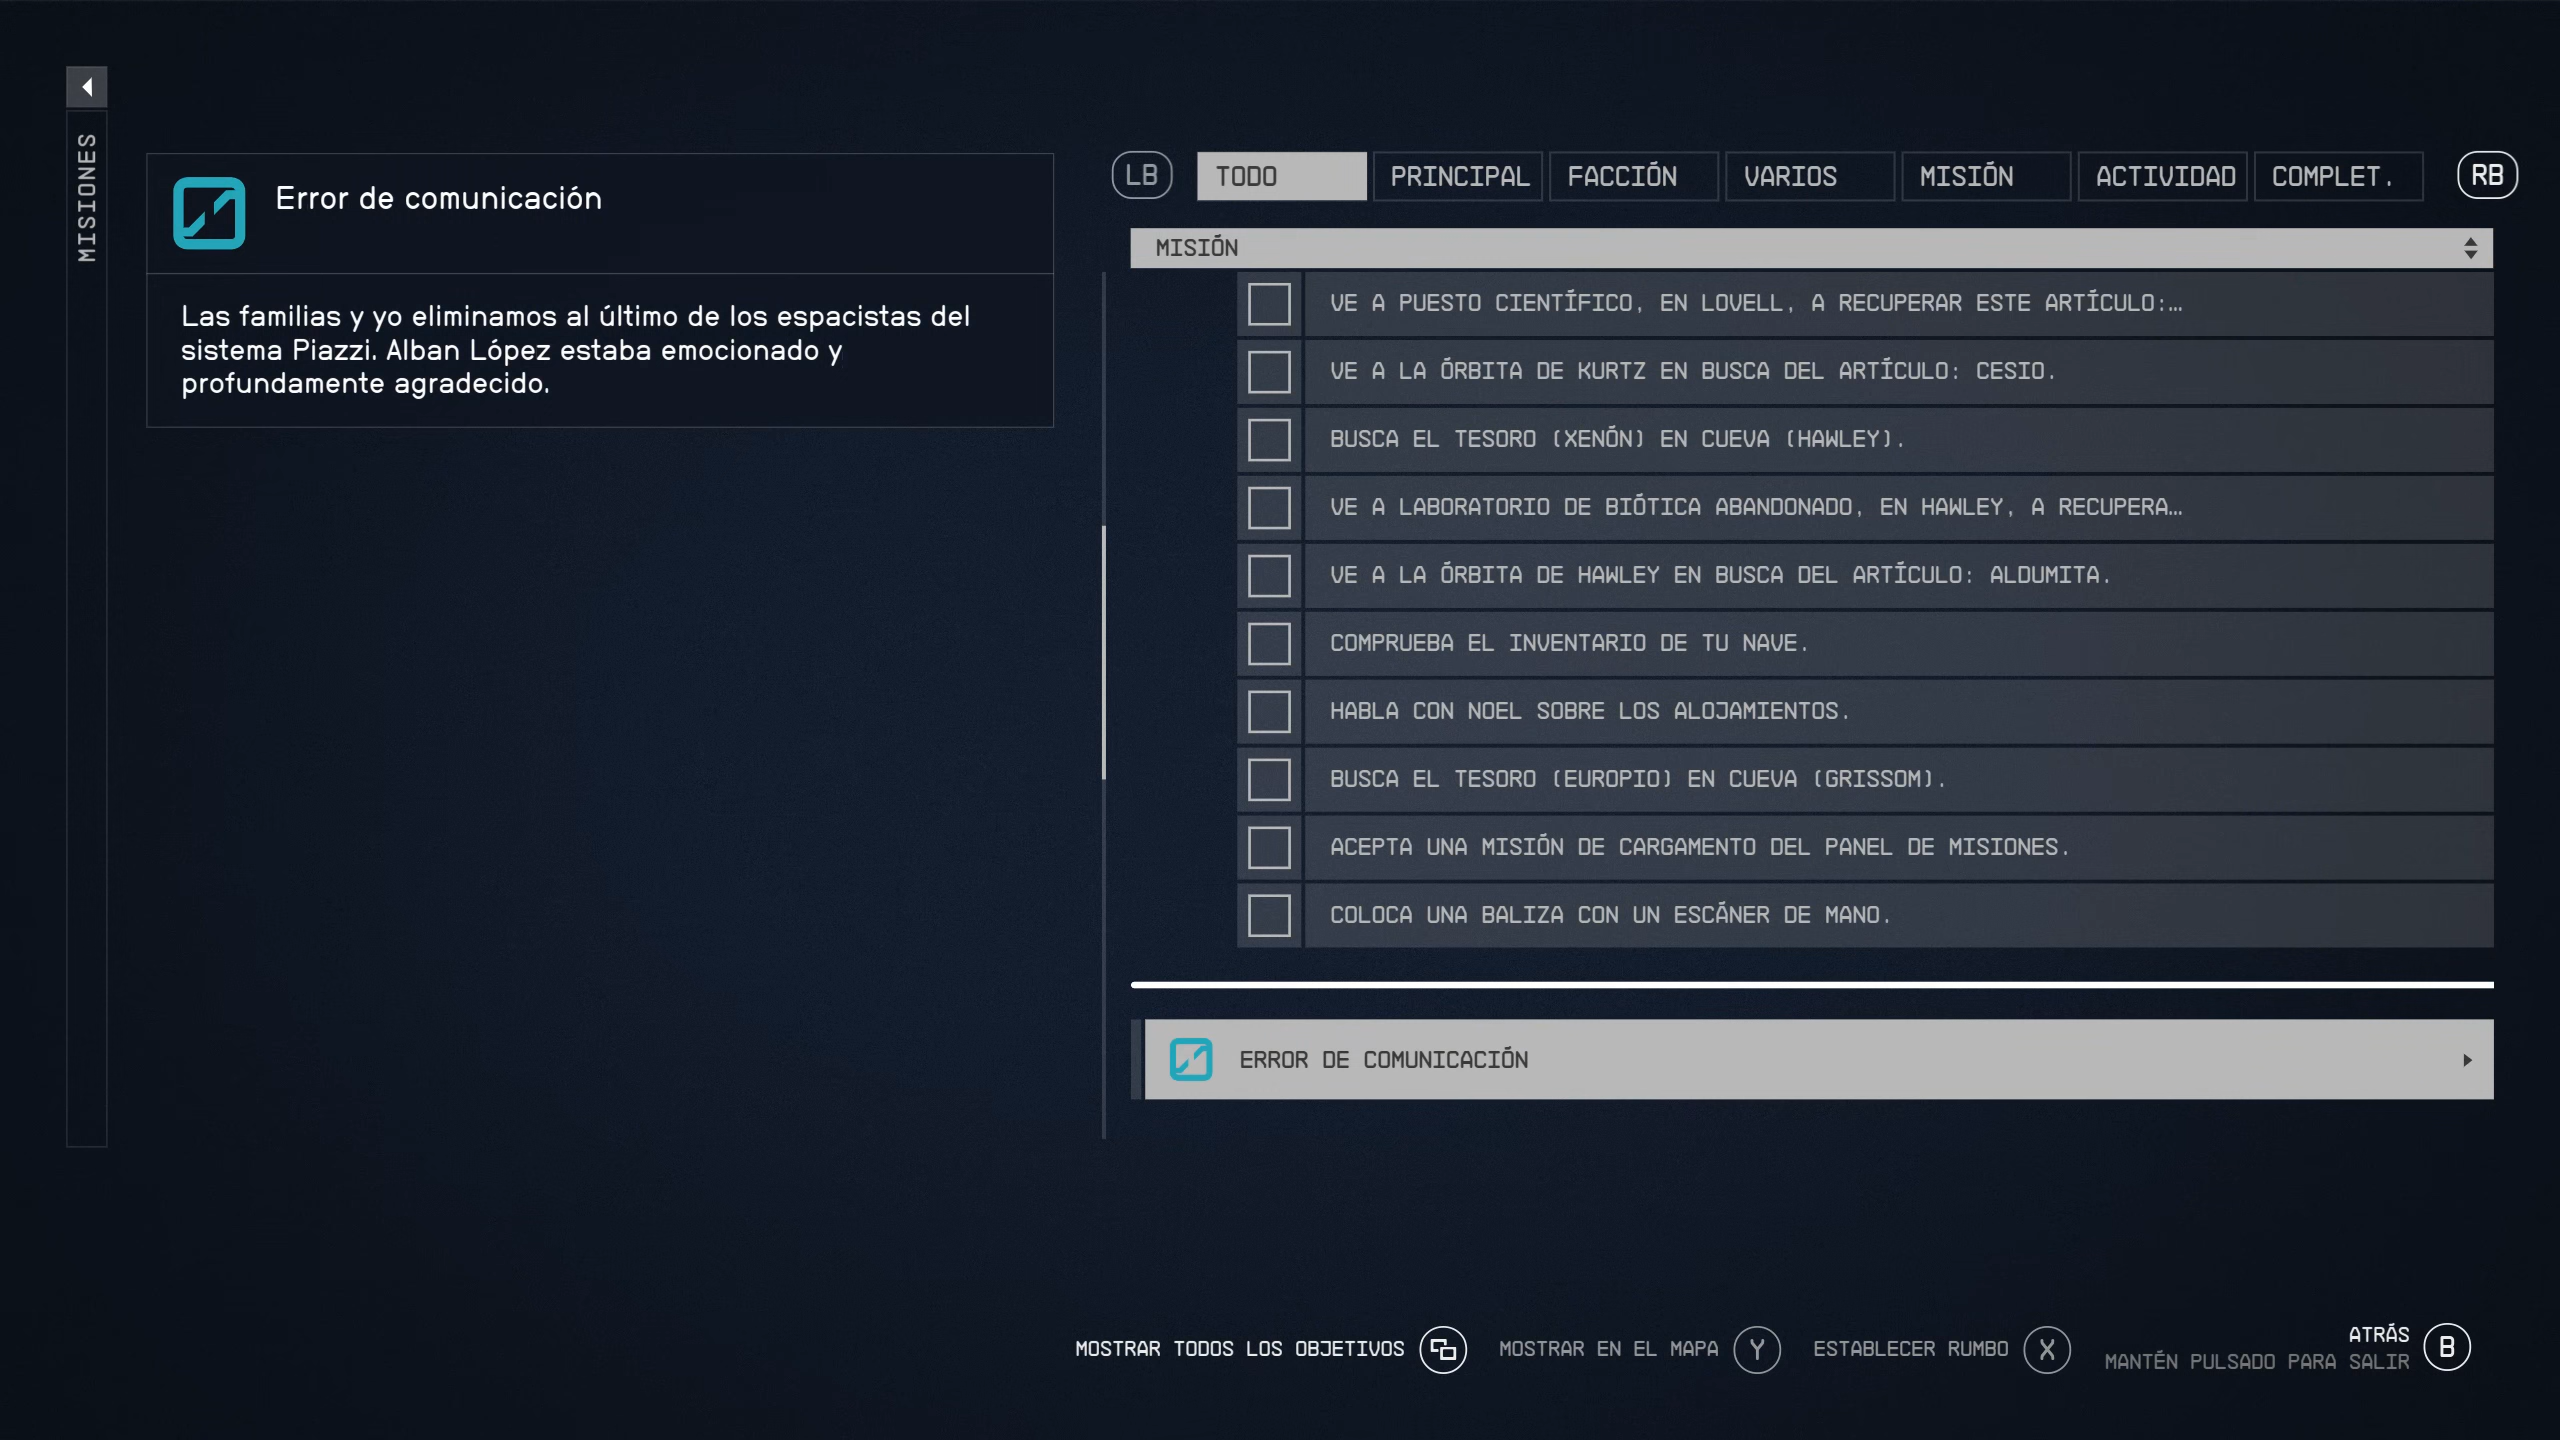 MISIONES
Error de comunicación
Las familias y yo eliminamos al último de los espacistas del
sistema Piazzi. Alban López estaba emocionado y
profundamente agradecido.
LB
TODO
PRINCIPAL
FACCIÓN
VARIOS
MISIÓN
ACTIVIDAD
COMPLET.
RB
MISIÓN
VE A PUESTO CIENTÍFICO, EN LOVELL, A RECUPERAR ESTE ARTÍCULO:…
VE A LA ÓRBITA DE KURTZ EN BUSCA DEL ARTÍCULO: CESIO.
BUSCA EL TESORO (XENÓN) EN CUEVA (HAWLEY).
VE A LABORATORIO DE BIÓTICA ABANDONADO, EN HAWLEY, A RECUPERA…
VE A LA ÓRBITA DE HAWLEY EN BUSCA DEL ARTÍCULO: ALDUMITA.
COMPRUEBA EL INVENTARIO DE TU NAVE.
HABLA CON NOEL SOBRE LOS ALOJAMIENTOS.
BUSCA EL TESORO (EUROPIO) EN CUEVA (GRISSOM).
ACEPTA UNA MISIÓN DE CARGAMENTO DEL PANEL DE MISIONES.
COLOCA UNA BALIZA CON UN ESCÁNER DE MANO.
ERROR DE COMUNICACIÓN
MOSTRAR TODOS LOS OBJETIVOS
MOSTRAR EN EL MAPA Y
ESTABLECER RUMBO X
ATRÁS B
MANTÉN PULSADO PARA SALIR